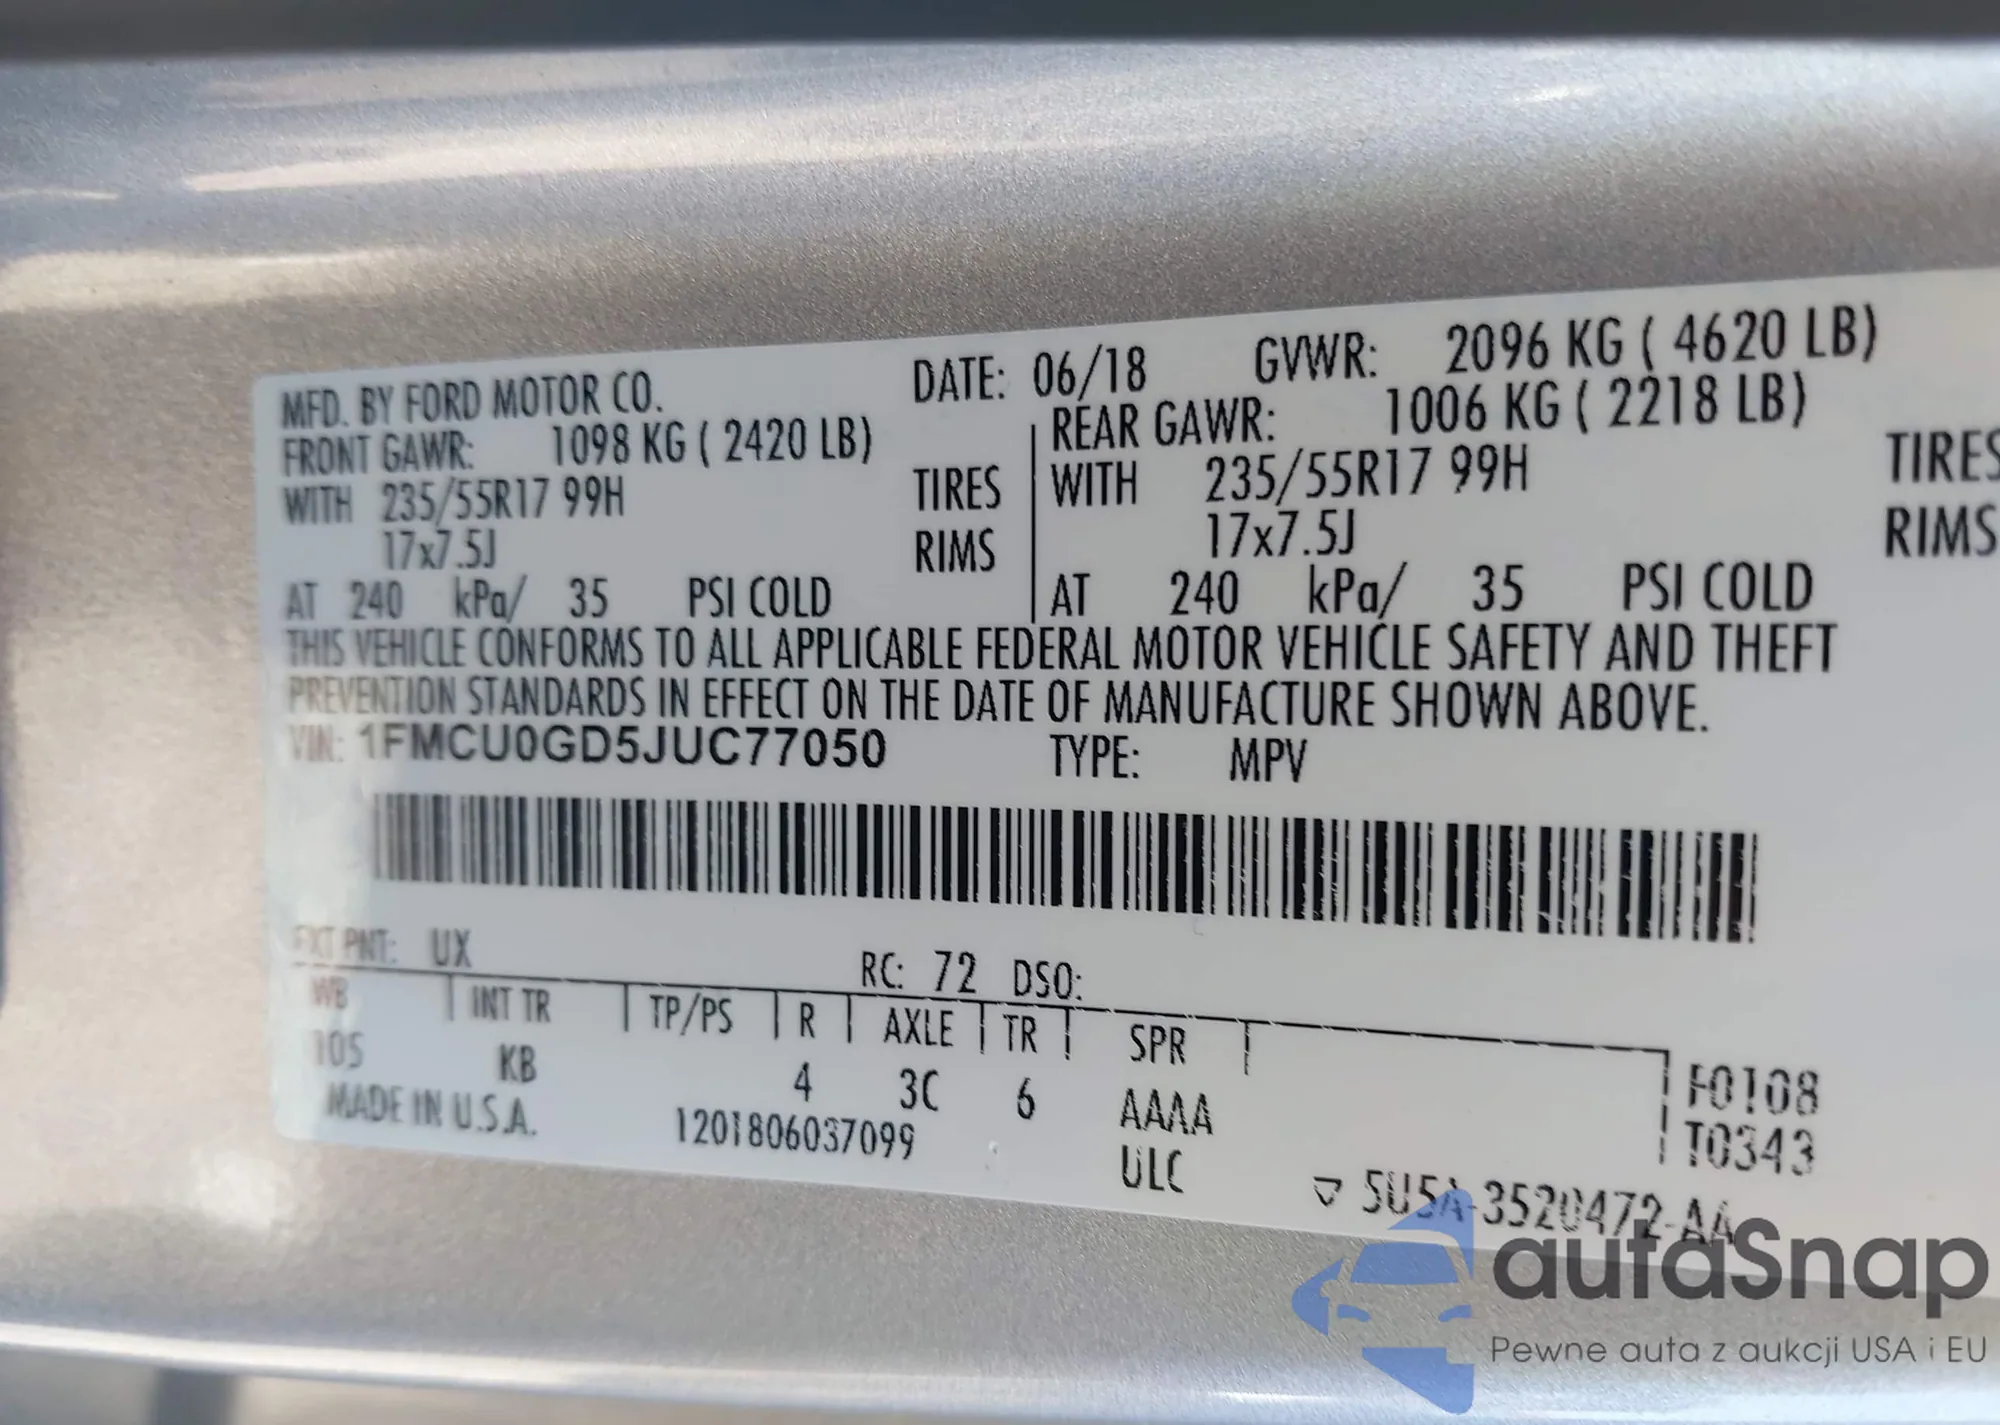 MFD. BY FORD MOTOR CO. DATE: 06/18 GVWR: 2096 KG ( 4620 LB)
FRONT GAWR: 1098 KG ( 2420 LB) REAR GAWR: 1006 KG ( 2218 LB)
WITH 235/55R17 99H TIRES WITH 235/55R17 99H TIRES
17x7.5J RIMS 17x7.5J RIMS
AT 240 kPa/ 35 PSI COLD AT 240 kPa/ 35 PSI COLD
THIS VEHICLE CONFORMS TO ALL APPLICABLE FEDERAL MOTOR VEHICLE SAFETY AND THEFT
PREVENTION STANDARDS IN EFFECT ON THE DATE OF MANUFACTURE SHOWN ABOVE.
VIN: 1FMCU0GD5JUC77050 TYPE: MPV
EXT PNT: UX RC: 72 DSO:
WB INT TR TP/PS R AXLE TR SPR
105 KB 4 3C 6 AAAA F0108
MADE IN U.S.A. 1201806037099 ULC T0343
▽ 5U5A-3520472-AA
autaSnap
Pewne auta z aukcji USA i EU